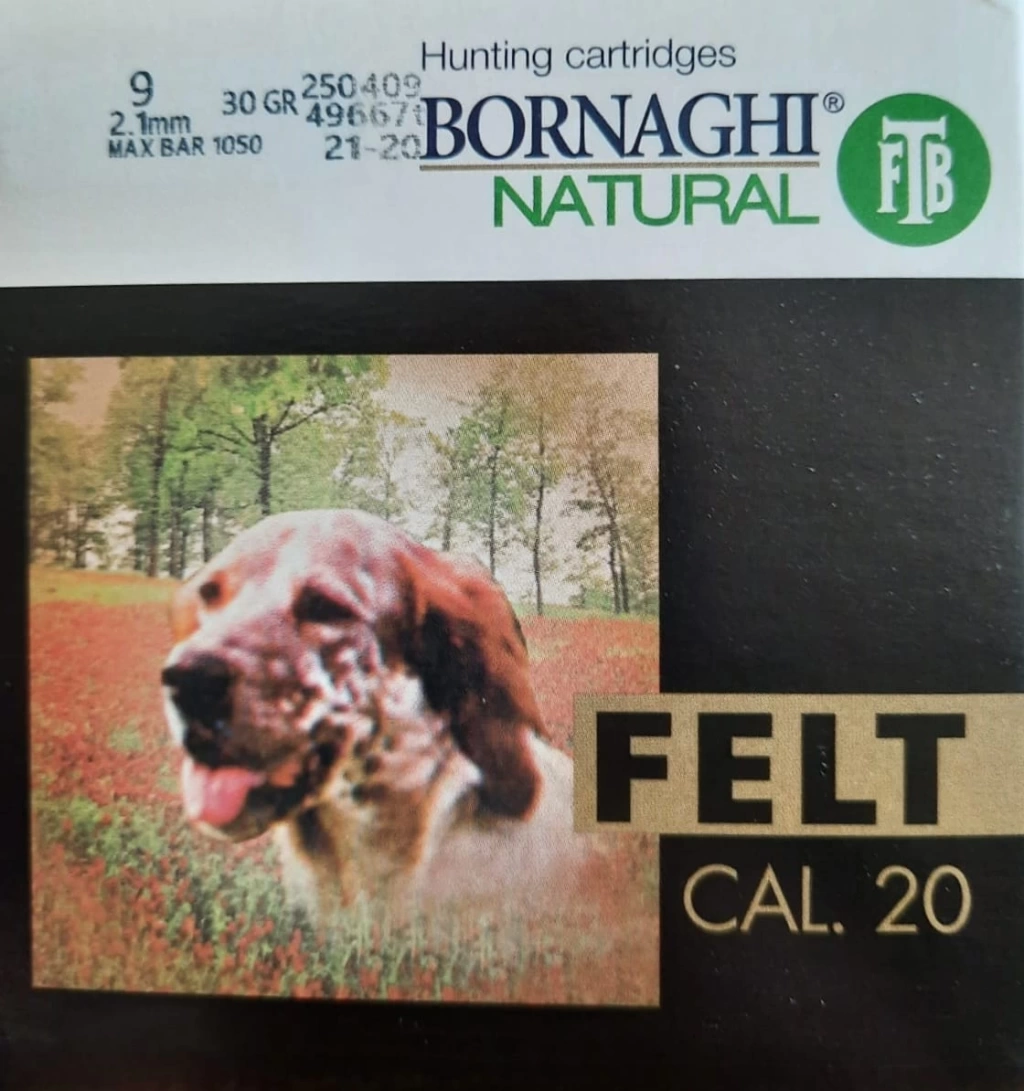 Hunting cartridges
9
2.1mm
MAX BAR 1050
30 GR
250409
21-20
BORNAGHI®
NATURAL
FTB
FELT
CAL. 20